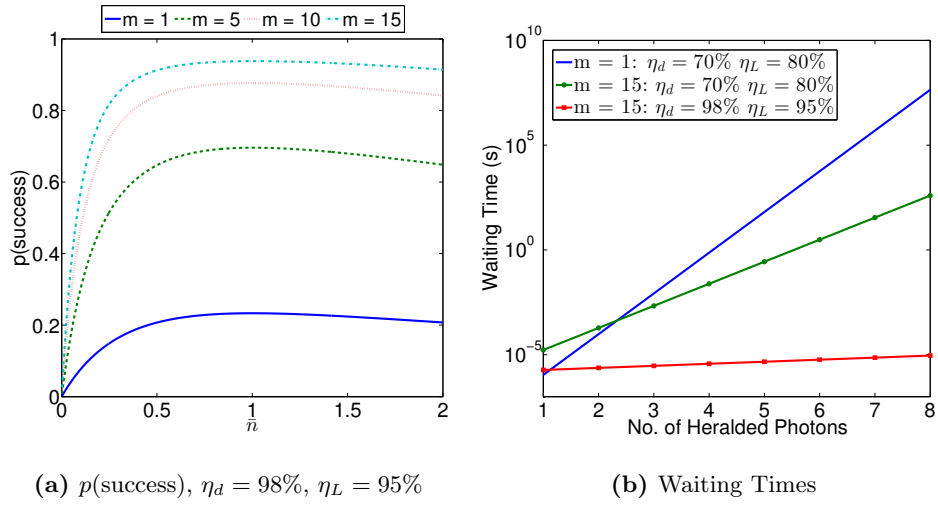 m = 1 m = 5 m = 10 m = 15
p(success)
1
0.8
0.6
0.4
0.2
0
0 0.5 1 1.5 2
n̄
(a) p(success), η_d = 98%, η_L = 95%
m = 1: η_d = 70% η_L = 80%
m = 15: η_d = 70% η_L = 80%
m = 15: η_d = 98% η_L = 95%
Waiting Time (s)
10^10
10^5
10^0
10^-5
1 2 3 4 5 6 7 8
No. of Heralded Photons
(b) Waiting Times